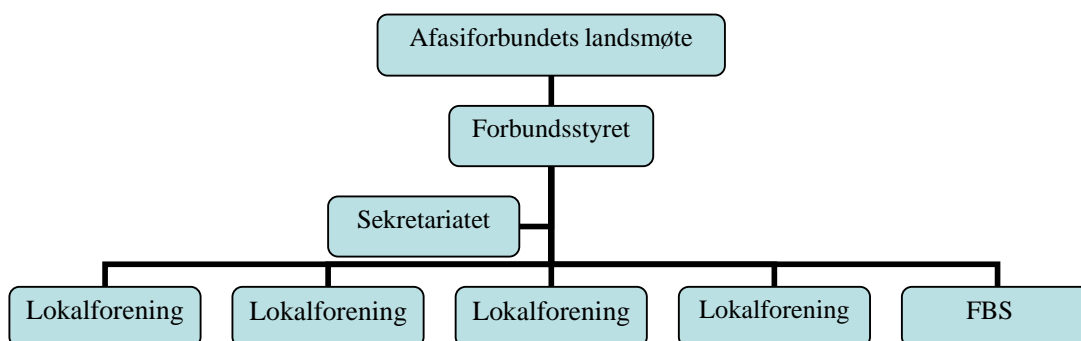 Afasiforbundets landsmøte
Forbundsstyret
Sekretariatet
Lokalforening
Lokalforening
Lokalforening
Lokalforening
FBS